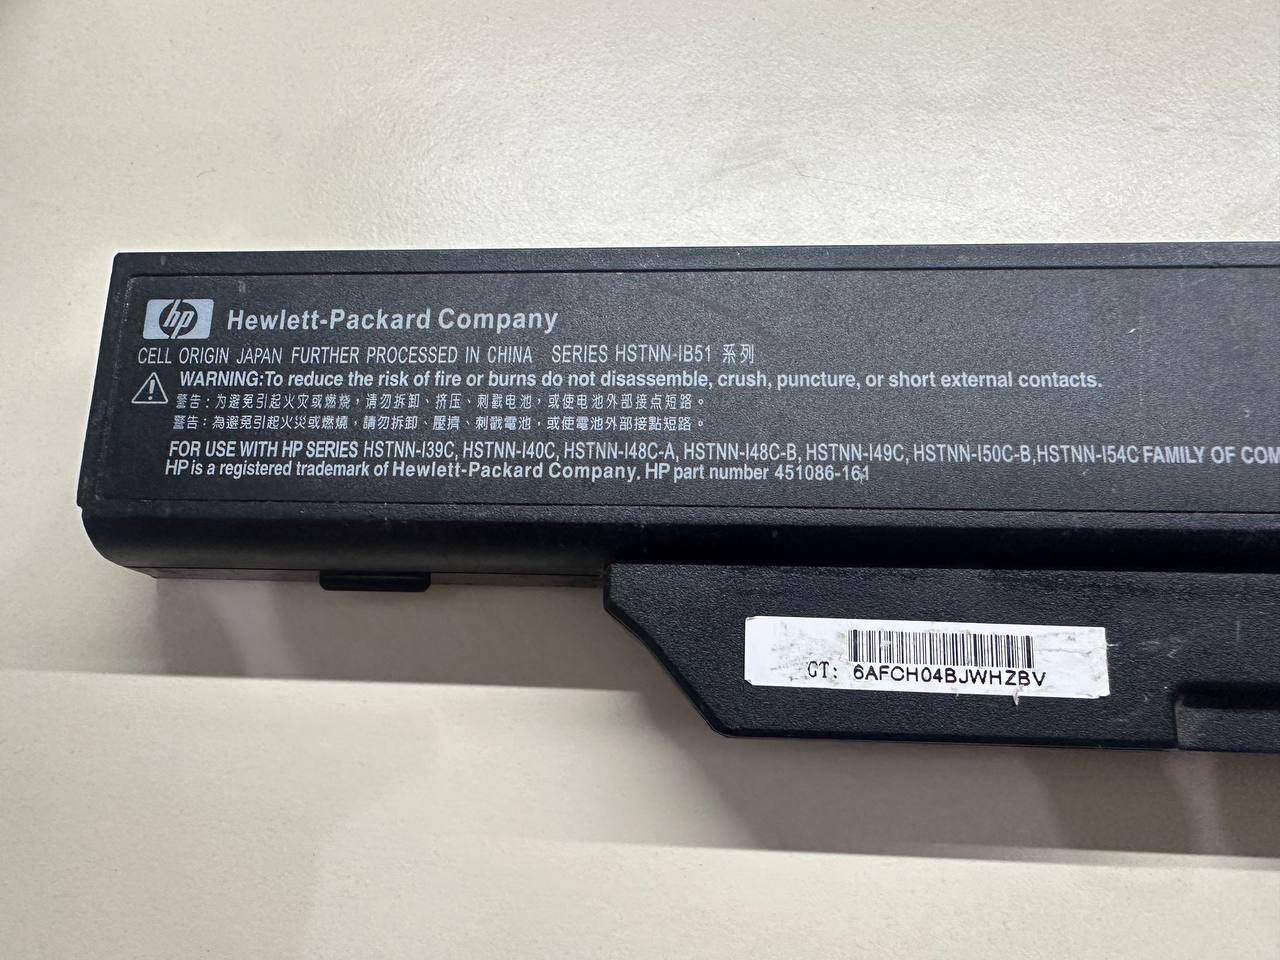 hp Hewlett-Packard Company
CELL ORIGIN JAPAN FURTHER PROCESSED IN CHINA SERIES HSTNN-IB51 系列
WARNING:To reduce the risk of fire or burns do not disassemble, crush, puncture, or short external contacts.
警告：为避免引起火灾或燃烧，请勿拆卸、挤压、刺戳电池，或使电池外部接点短路。
警告：為避免引起火災或燃燒，請勿拆卸、壓擠、刺戳電池，或使電池外部接點短路。
FOR USE WITH HP SERIES HSTNN-I39C, HSTNN-I40C, HSTNN-I48C-A, HSTNN-I48C-B, HSTNN-I49C, HSTNN-I50C-B,HSTNN-I54C FAMILY OF COM
HP is a registered trademark of Hewlett-Packard Company. HP part number 451086-161
CT: 6AFCH04BJWHZBV